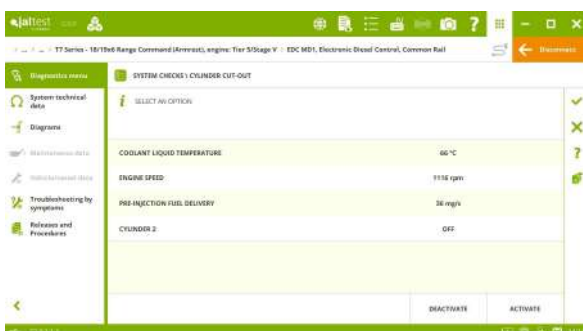 jaltest
T7 Series - 18/19x6 Range Command (Armrest), engine: Tier 5/Stage V
EDC MD1, Electronic Diesel Control, Common Rail
Disconnect
Diagnostics menu
SYSTEM CHECKS \ CYLINDER CUT-OUT
System technical
data
SELECT AN OPTION:
Diagrams
Maintenance data
COOLANT LIQUID TEMPERATURE 66 °C
ENGINE SPEED 1116 rpm
Troubleshooting by
symptoms
PRE-INJECTION FUEL DELIVERY 56 mg/s
Releases and
Procedures
CYLINDER 2 OFF
DEACTIVATE ACTIVATE